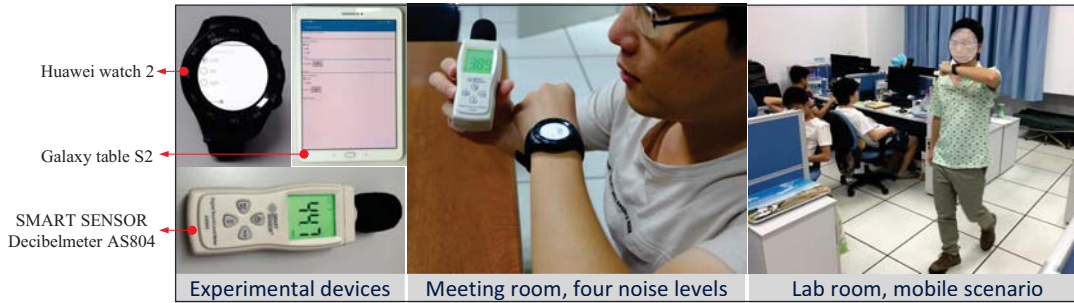 Huawei watch 2
Galaxy table S2
SMART SENSOR
Decibelmeter AS804
Experimental devices
Meeting room, four noise levels
Lab room, mobile scenario